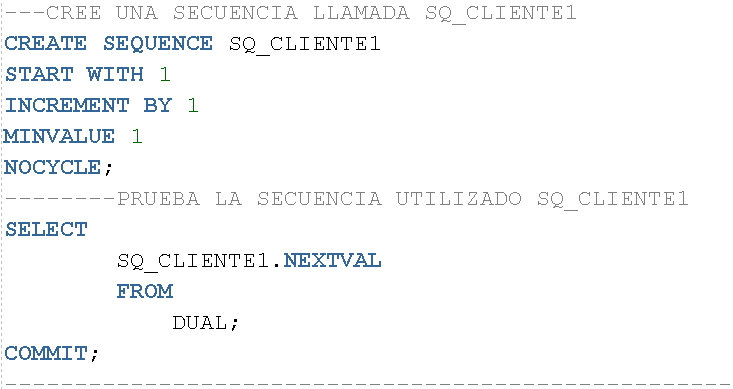 ---CREE UNA SECUENCIA LLAMADA SQ_CLIENTE1
CREATE SEQUENCE SQ_CLIENTE1
START WITH 1
INCREMENT BY 1
MINVALUE 1
NOCYCLE;
--------PRUEBA LA SECUENCIA UTILIZADO SQ_CLIENTE1
SELECT
SQ_CLIENTE1.NEXTVAL
FROM
DUAL;
COMMIT;
----------------------------------------------------